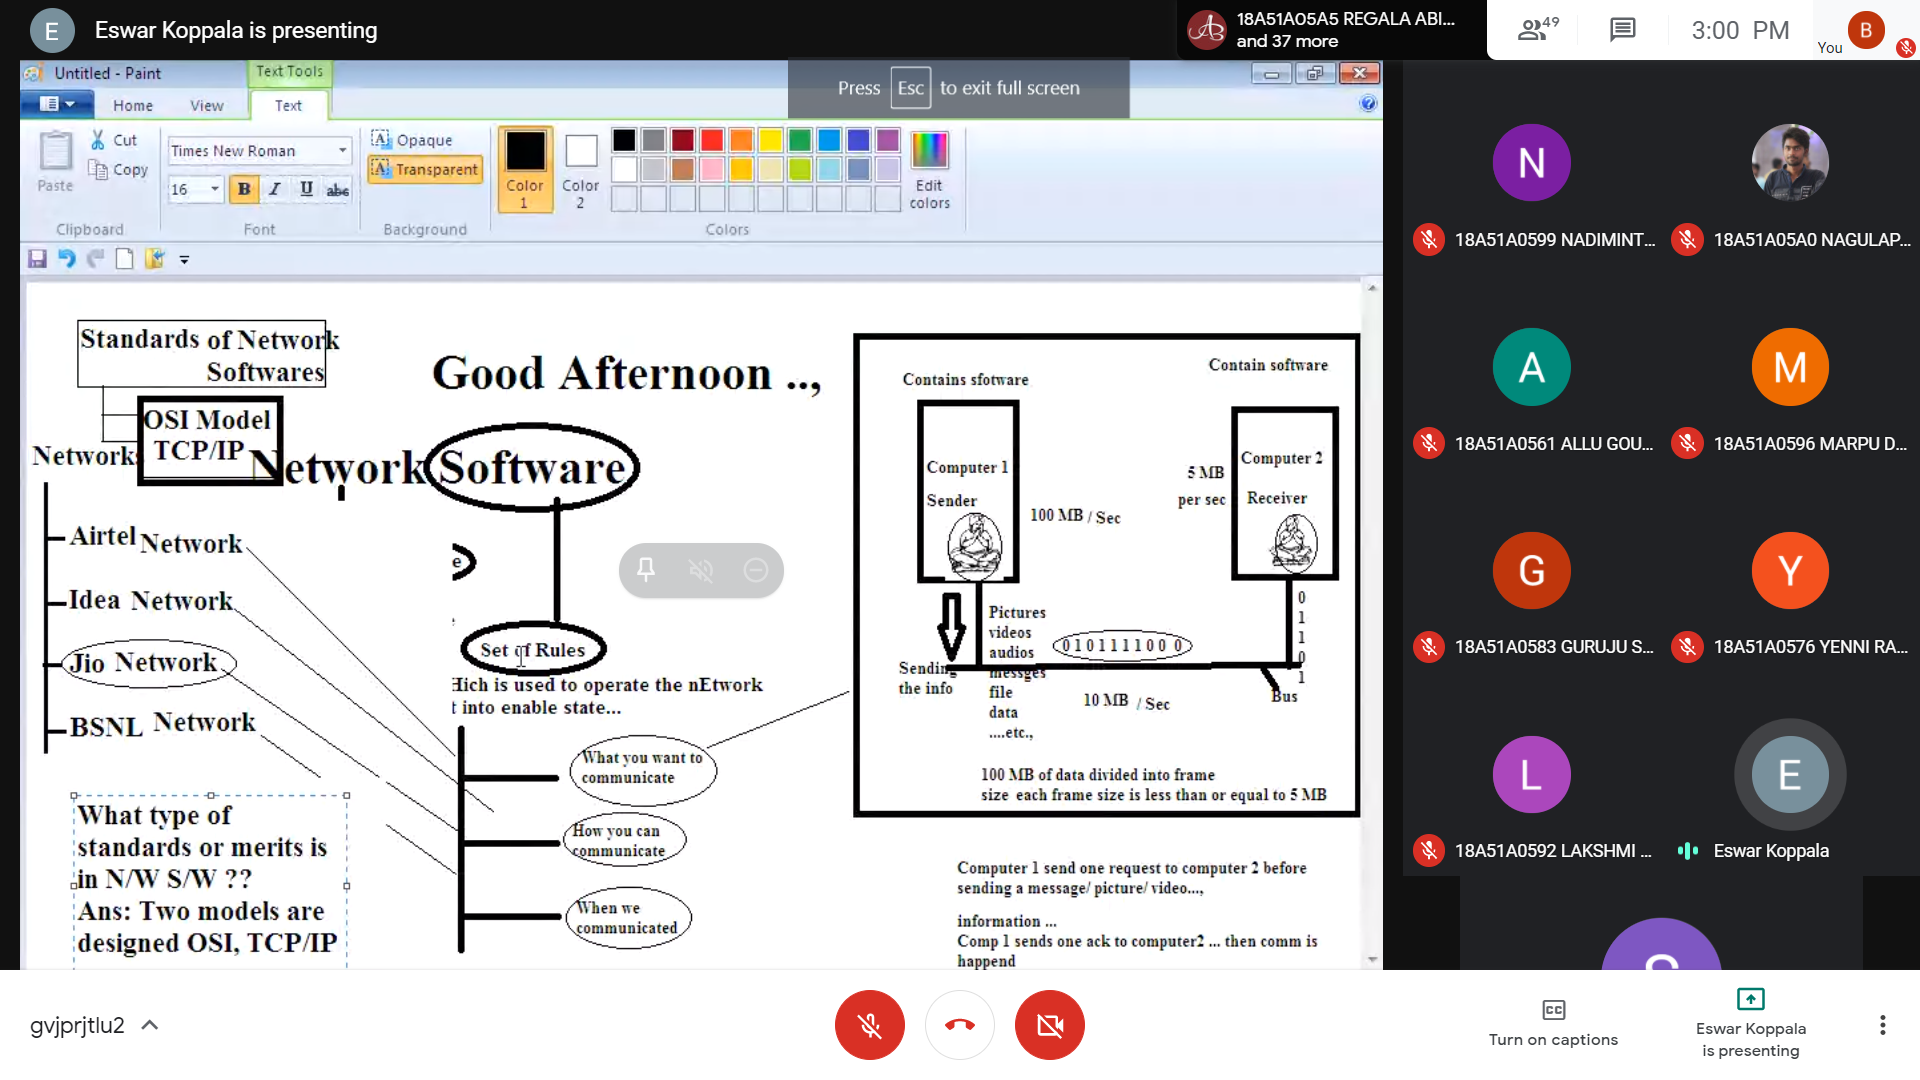 E
Eswar Koppala is presenting
18A51A05A5 REGALA ABI...
and 37 more
49
3:00 PM
You
B
Untitled - Paint
Text Tools
Press Esc to exit full screen
Home
View
Text
Cut
Copy
Paste
Clipboard
Times New Roman
16
B
I
U
abc
Font
Opaque
Transparent
Background
Color
1
Color
2
Edit
colors
Colors
Standards of Network
Softwares
OSI Model
TCP/IP
Networks
Airtel Network
Idea Network
Jio Network
BSNL Network
What type of
standards or merits is
in N/W S/W ??
Ans: Two models are
designed OSI, TCP/IP
Good Afternoon ..,
Network Software
e
Set of Rules
Hich is used to operate the nEtwork
t into enable state...
What you want to
communicate
How you can
communicate
When we
communicated
Contains sfotware
Contain software
Computer 1
Sender
100 MB / Sec
5 MB
per sec
Computer 2
Receiver
Sending
the info
Pictures
videos
audios
messges
file
data
....etc.,
0 1 0 1 1 1 1 0 0 0
10 MB / Sec
0
1
1
0
1
Bus
100 MB of data divided into frame
size each frame size is less than or equal to 5 MB
Computer 1 send one request to computer 2 before
sending a message/ picture/ video...,
information ...
Comp 1 sends one ack to computer2 ... then comm is
happend
N
18A51A0599 NADIMINT...
18A51A05A0 NAGULAP...
A
18A51A0561 ALLU GOU...
M
18A51A0596 MARPU D...
G
18A51A0583 GURUJU S...
Y
18A51A0576 YENNI RA...
L
18A51A0592 LAKSHMI ...
E
Eswar Koppala
gvjprjtlu2
Turn on captions
Eswar Koppala
is presenting